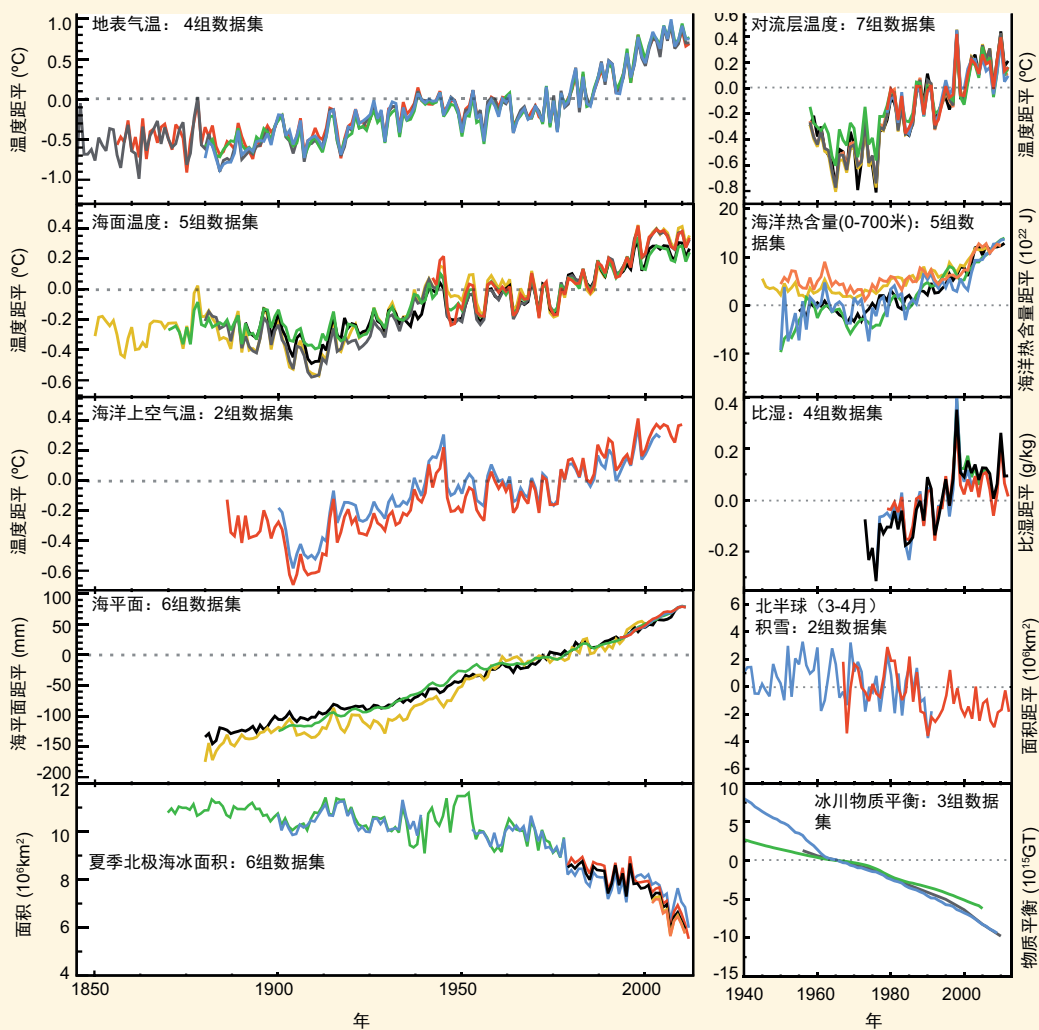 地表气温： 4组数据集
温度距平 (ºC)
1.0
0.5
0.0
-0.5
-1.0
海面温度：5组数据集
温度距平 (ºC)
0.4
0.2
0.0
-0.2
-0.4
-0.6
海洋上空气温：2组数据集
温度距平 (ºC)
0.4
0.2
0.0
-0.2
-0.4
-0.6
海平面：6组数据集
海平面距平 (mm)
100
50
0
-50
-100
-150
-200
夏季北极海冰面积：6组数据集
面积 (10⁶km²)
12
10
8
6
4
1850 1900 1950 2000
年
对流层温度：7组数据集
温度距平 (ºC)
0.6
0.4
0.2
0.0
-0.2
-0.4
-0.6
-0.8
海洋热含量(0-700米)：5组数
据集
海洋热含量距平 (10²² J)
20
10
0
-10
比湿：4组数据集
比湿距平 (g/kg)
0.4
0.2
0.0
-0.2
北半球（3-4月）
积雪：2组数据集
面积距平 (10⁶km2)
6
4
2
0
-2
-4
-6
冰川物质平衡：3组数据
集
物质平衡 (10¹⁵GT)
10
5
0
-5
-10
-15
1940 1960 1980 2000
年